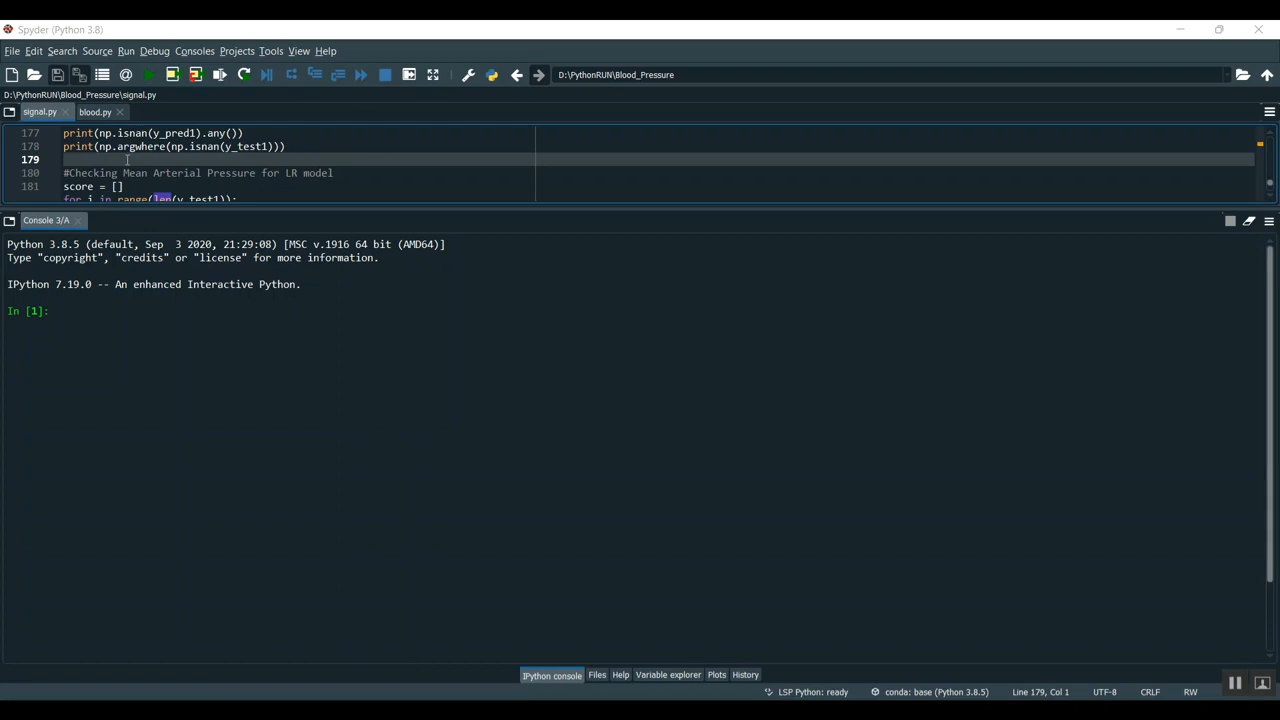 Spyder (Python 3.8)
File Edit Search Source Run Debug Consoles Projects Tools View Help
D:\PythonRUN\Blood_Pressure
D:\PythonRUN\Blood_Pressure\signal.py
signal.py blood.py
177 print(np.isnan(y_pred1).any())
178 print(np.argwhere(np.isnan(y_test1)))
179
180 #Checking Mean Arterial Pressure for LR model
181 score = []
for i in range(len(y_test1)):
Console 3/A
Python 3.8.5 (default, Sep  3 2020, 21:29:08) [MSC v.1916 64 bit (AMD64)]
Type "copyright", "credits" or "license" for more information.
IPython 7.19.0 -- An enhanced Interactive Python.
In [1]:
IPython console Files Help Variable explorer Plots History
LSP Python: ready conda: base (Python 3.8.5) Line 179, Col 1 UTF-8 CRLF RW